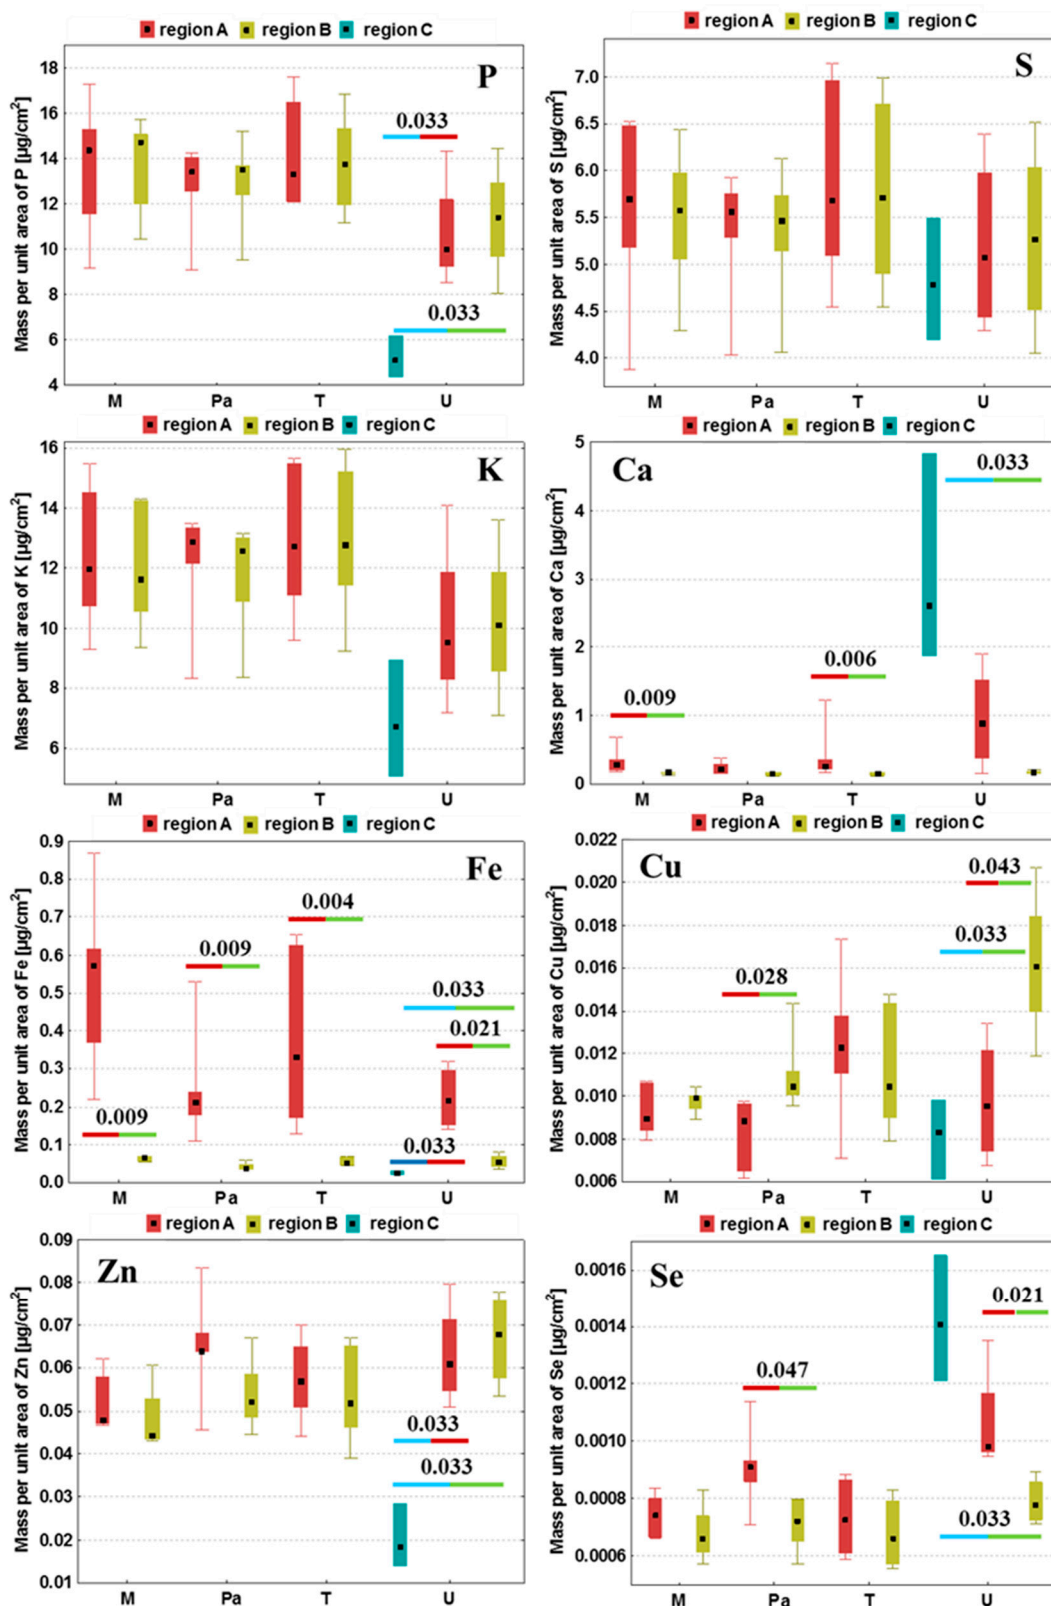 region A region B region C
P
Mass per unit area of P [µg/cm²]
18
16
14
12
10
8
6
4
0.033
0.033
M Pa T U
region A region B region C
S
Mass per unit area of S [µg/cm²]
7.0
6.5
6.0
5.5
5.0
4.5
4.0
M Pa T U
region A region B region C
K
Mass per unit area of K [µg/cm²]
16
14
12
10
8
6
M Pa T U
region A region B region C
Ca
Mass per unit area of Ca [µg/cm²]
5
4
3
2
1
0
0.033
0.006
0.009
M Pa T U
region A region B region C
Fe
Mass per unit area of Fe [µg/cm²]
0.9
0.8
0.7
0.6
0.5
0.4
0.3
0.2
0.1
0.0
0.004
0.009
0.033
0.021
0.009
0.033
M Pa T U
region A region B region C
Cu
Mass per unit area of Cu [µg/cm²]
0.022
0.020
0.018
0.016
0.014
0.012
0.010
0.008
0.006
0.043
0.033
0.028
M Pa T U
region A region B region C
Zn
Mass per unit area of Zn [µg/cm²]
0.09
0.08
0.07
0.06
0.05
0.04
0.03
0.02
0.01
0.033
0.033
M Pa T U
region A region B region C
Se
Mass per unit area of Se [µg/cm²]
0.0016
0.0014
0.0012
0.0010
0.0008
0.0006
0.021
0.047
0.033
M Pa T U